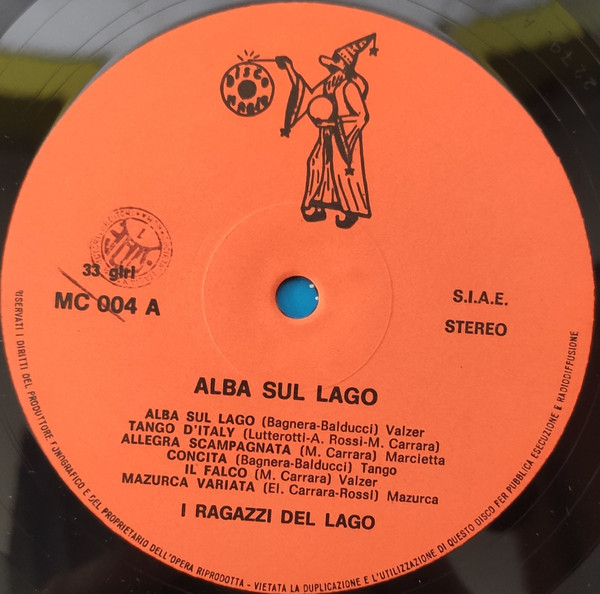 DISCO MAGO
33 giri
MC 004 A
S.I.A.E.
STEREO
ALBA SUL LAGO
ALBA SUL LAGO (Bagnera-Balducci) Valzer
TANGO D'ITALY (Lutterotti-A. Rossi-M. Carrara)
ALLEGRA SCAMPAGNATA (M. Carrara) Marcietta
CONCITA (Bagnera-Balducci) Tango
IL FALCO (M. Carrara) Valzer
MAZURCA VARIATA (El. Carrara-Rossi) Mazurca
I RAGAZZI DEL LAGO
RISERVATI I DIRITTI DEL PRODUTTORE FONOGRAFICO E DEL PROPRIETARIO DELL'OPERA RIPRODOTTA - VIETATA LA DUPLICAZIONE E L'UTILIZZAZIONE DI QUESTO DISCO PER PUBBLICA ESECUZIONE E RADIODIFFUSIONE